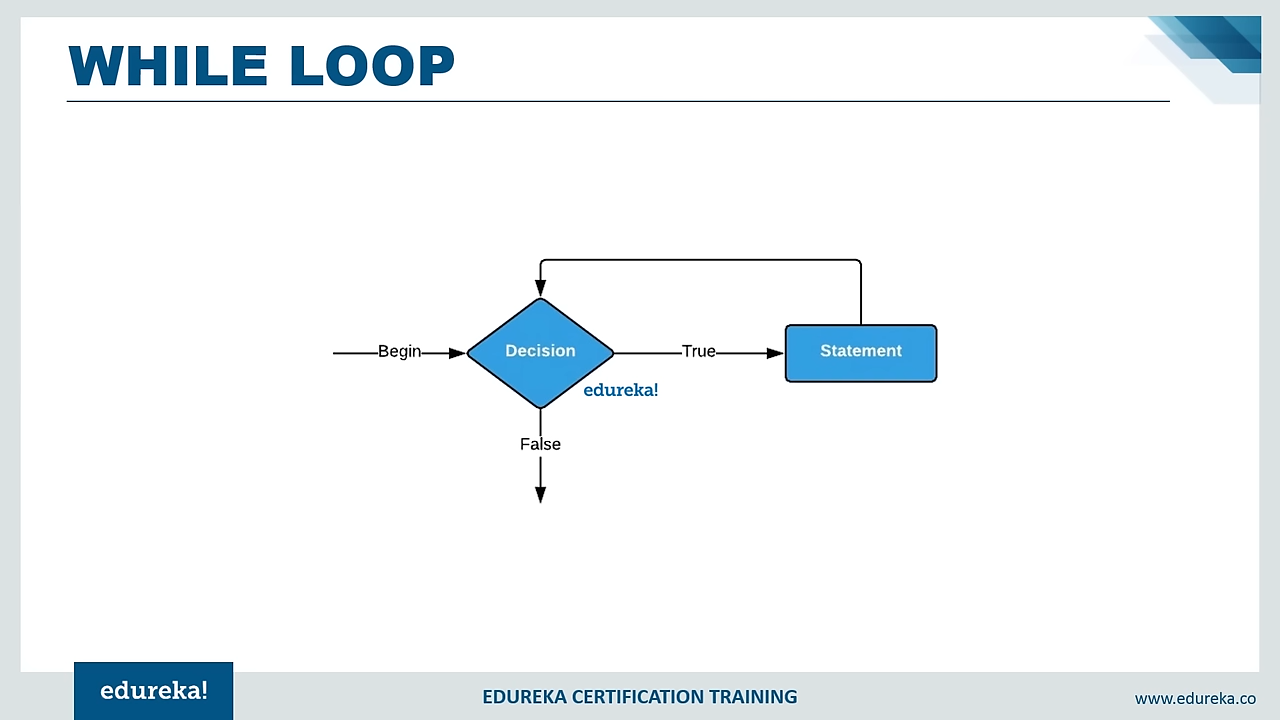 WHILE LOOP
Begin
Decision
True
Statement
edureka!
False
edureka!
EDUREKA CERTIFICATION TRAINING
www.edureka.co